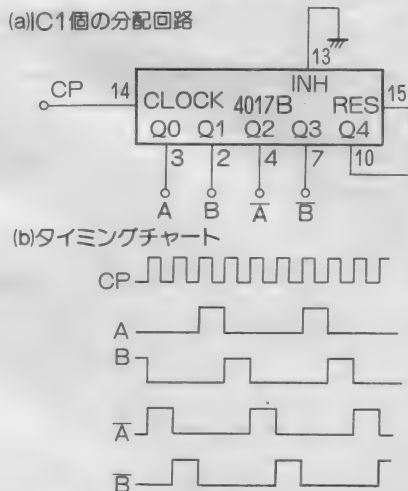 (a)IC1個の分配回路
13
CP 14 INH 15
CLOCK 4017B RES
Q0 Q1 Q2 Q3 Q4
3 2 4 7 10
A B A̅ B̅
(b)タイミングチャート
CP
A
B
A̅
B̅